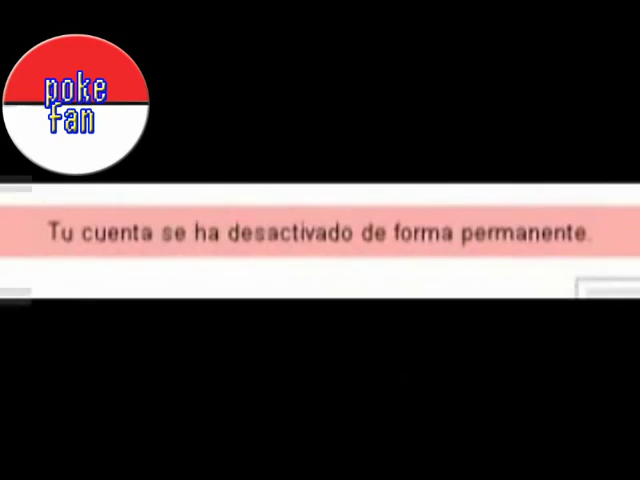 poke
fan
Tu cuenta se ha desactivado de forma permanente.